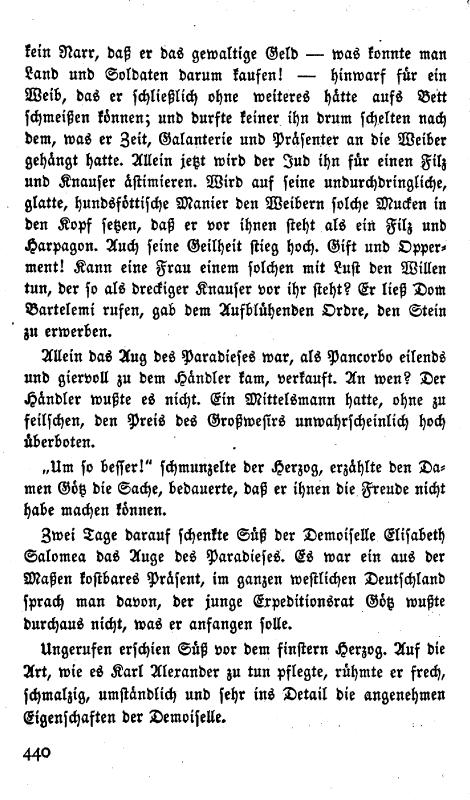 kein Narr, daß er das gewaltige Geld — was konnte man
Land und Soldaten darum kaufen! — hinwarf für ein
Weib, das er schließlich ohne weiteres hätte aufs Bett
schmeißen können; und durfte keiner ihn drum schelten nach
dem, was er Zeit, Galanterie und Präsenter an die Weiber
gehängt hatte. Allein jetzt wird der Jud ihn für einen Filz
und Knauser ästimieren. Wird auf seine undurchdringliche,
glatte, hundsföttische Manier den Weibern solche Mucken in
den Kopf setzen, daß er vor ihnen steht als ein Filz und
Harpagon. Auch seine Geilheit stieg hoch. Gift und Opper-
ment! Kann eine Frau einem solchen mit Lust den Willen
tun, der so als dreckiger Knauser vor ihr steht? Er ließ Dom
Bartelemi rufen, gab dem Aufblühenden Ordre, den Stein
zu erwerben.
Allein das Aug des Paradieses war, als Pancorbo eilends
und giervoll zu dem Händler kam, verkauft. An wen? Der
Händler wußte es nicht. Ein Mittelsmann hatte, ohne zu
feilschen, den Preis des Großwesirs unwahrscheinlich hoch
überboten.
„Um so besser!“ schmunzelte der Herzog, erzählte den Da-
men Götz die Sache, bedauerte, daß er ihnen die Freude nicht
habe machen können.
Zwei Tage darauf schenkte Süß der Demoiselle Elisabeth
Salomea das Auge des Paradieses. Es war ein aus der
Maßen kostbares Präsent, im ganzen westlichen Deutschland
sprach man davon, der junge Expeditionsrat Götz wußte
durchaus nicht, was er anfangen solle.
Ungerufen erschien Süß vor dem finstern Herzog. Auf die
Art, wie es Karl Alexander zu tun pflegte, rühmte er frech,
schmalzig, umständlich und sehr ins Detail die angenehmen
Eigenschaften der Demoiselle.
440